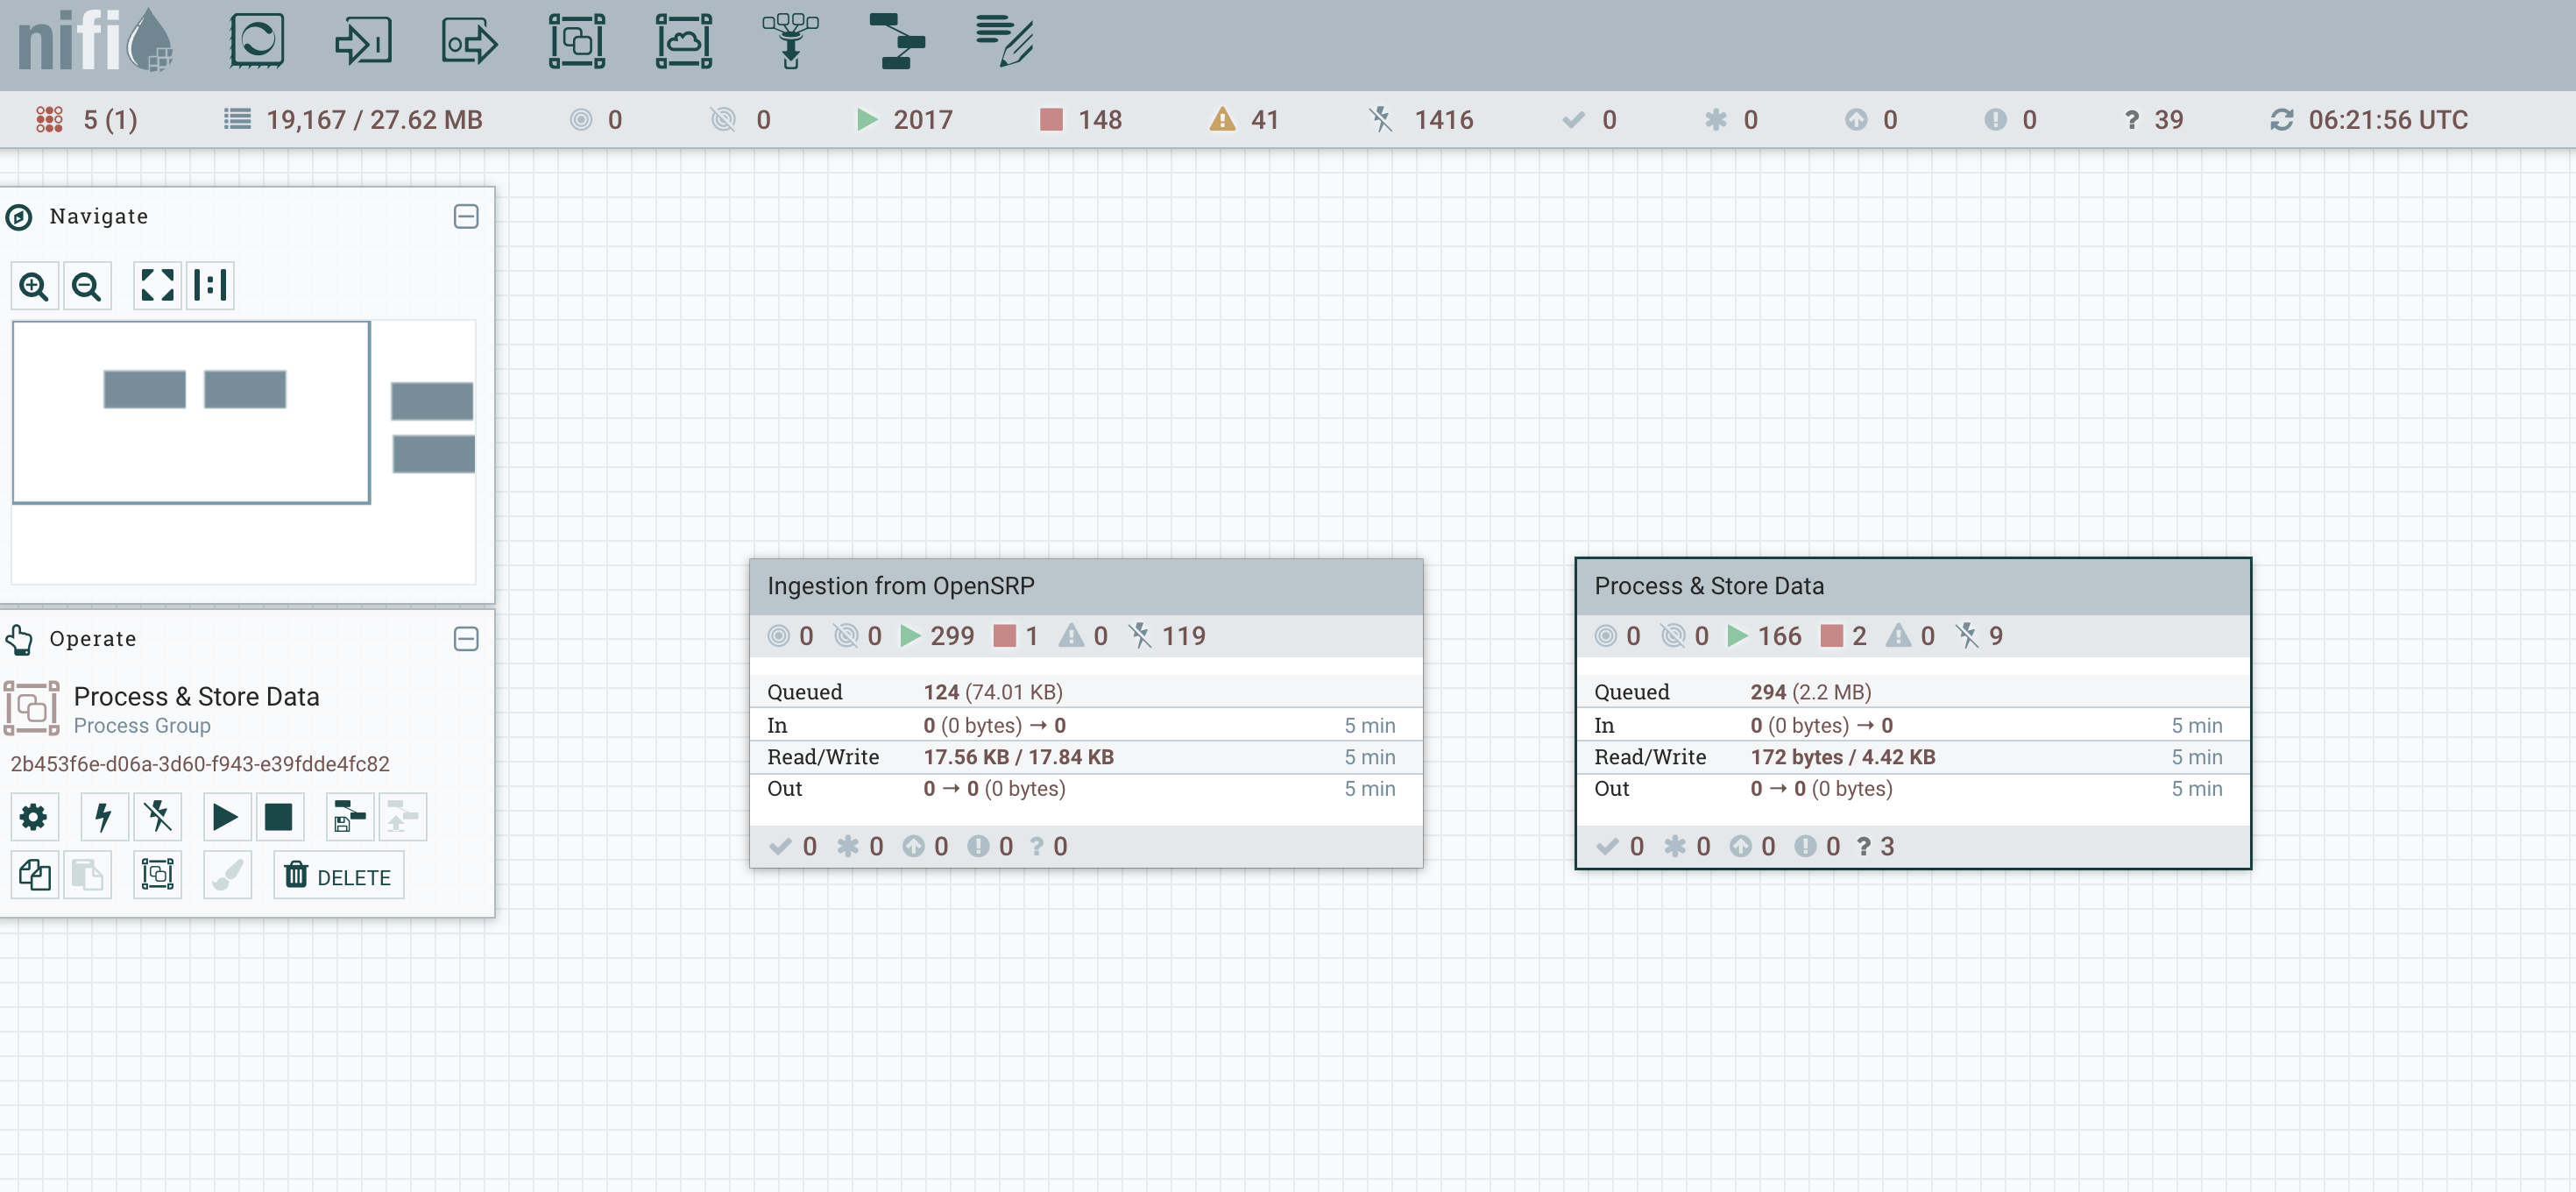 nifi
5 (1) 19,167 / 27.62 MB 0 0 2017 148 41 1416 0 0 0 0 ? 39 06:21:56 UTC
Navigate
Ingestion from OpenSRP
0 0 299 1 0 119
Queued 124 (74.01 KB)
In 0 (0 bytes) → 0 5 min
Read/Write 17.56 KB / 17.84 KB 5 min
Out 0 → 0 (0 bytes) 5 min
0 0 0 0 ? 0
Process & Store Data
0 0 166 2 0 9
Queued 294 (2.2 MB)
In 0 (0 bytes) → 0 5 min
Read/Write 172 bytes / 4.42 KB 5 min
Out 0 → 0 (0 bytes) 5 min
0 0 0 0 ? 3
Operate
Process & Store Data
Process Group
2b453f6e-d06a-3d60-f943-e39fdde4fc82
DELETE